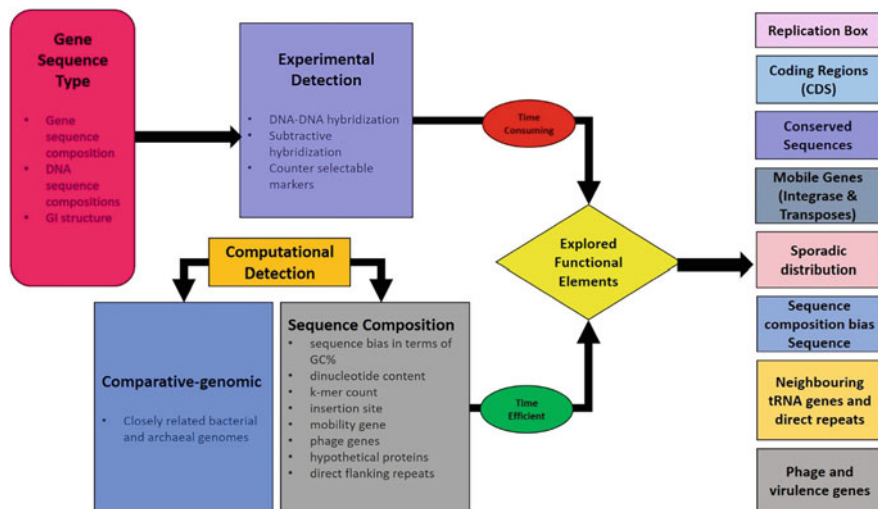 Gene
Sequence
Type
• Gene
sequence
composition
• DNA
sequence
compositions
• GI structure
Experimental
Detection
• DNA-DNA hybridization
• Subtractive
hybridization
• Counter selectable
markers
Time
Consuming
Computational
Detection
Comparative-genomic
• Closely related bacterial
and archaeal genomes
Sequence Composition
• sequence bias in terms of
GC%
• dinucleotide content
• k-mer count
• insertion site
• mobility gene
• phage genes
• hypothetical proteins
• direct flanking repeats
Time
Efficient
Explored
Functional
Elements
Replication Box
Coding Regions
(CDS)
Conserved
Sequences
Mobile Genes
(Integrase &
Transposes)
Sporadic
distribution
Sequence
composition bias
Sequence
Neighbouring
tRNA genes and
direct repeats
Phage and
virulence genes